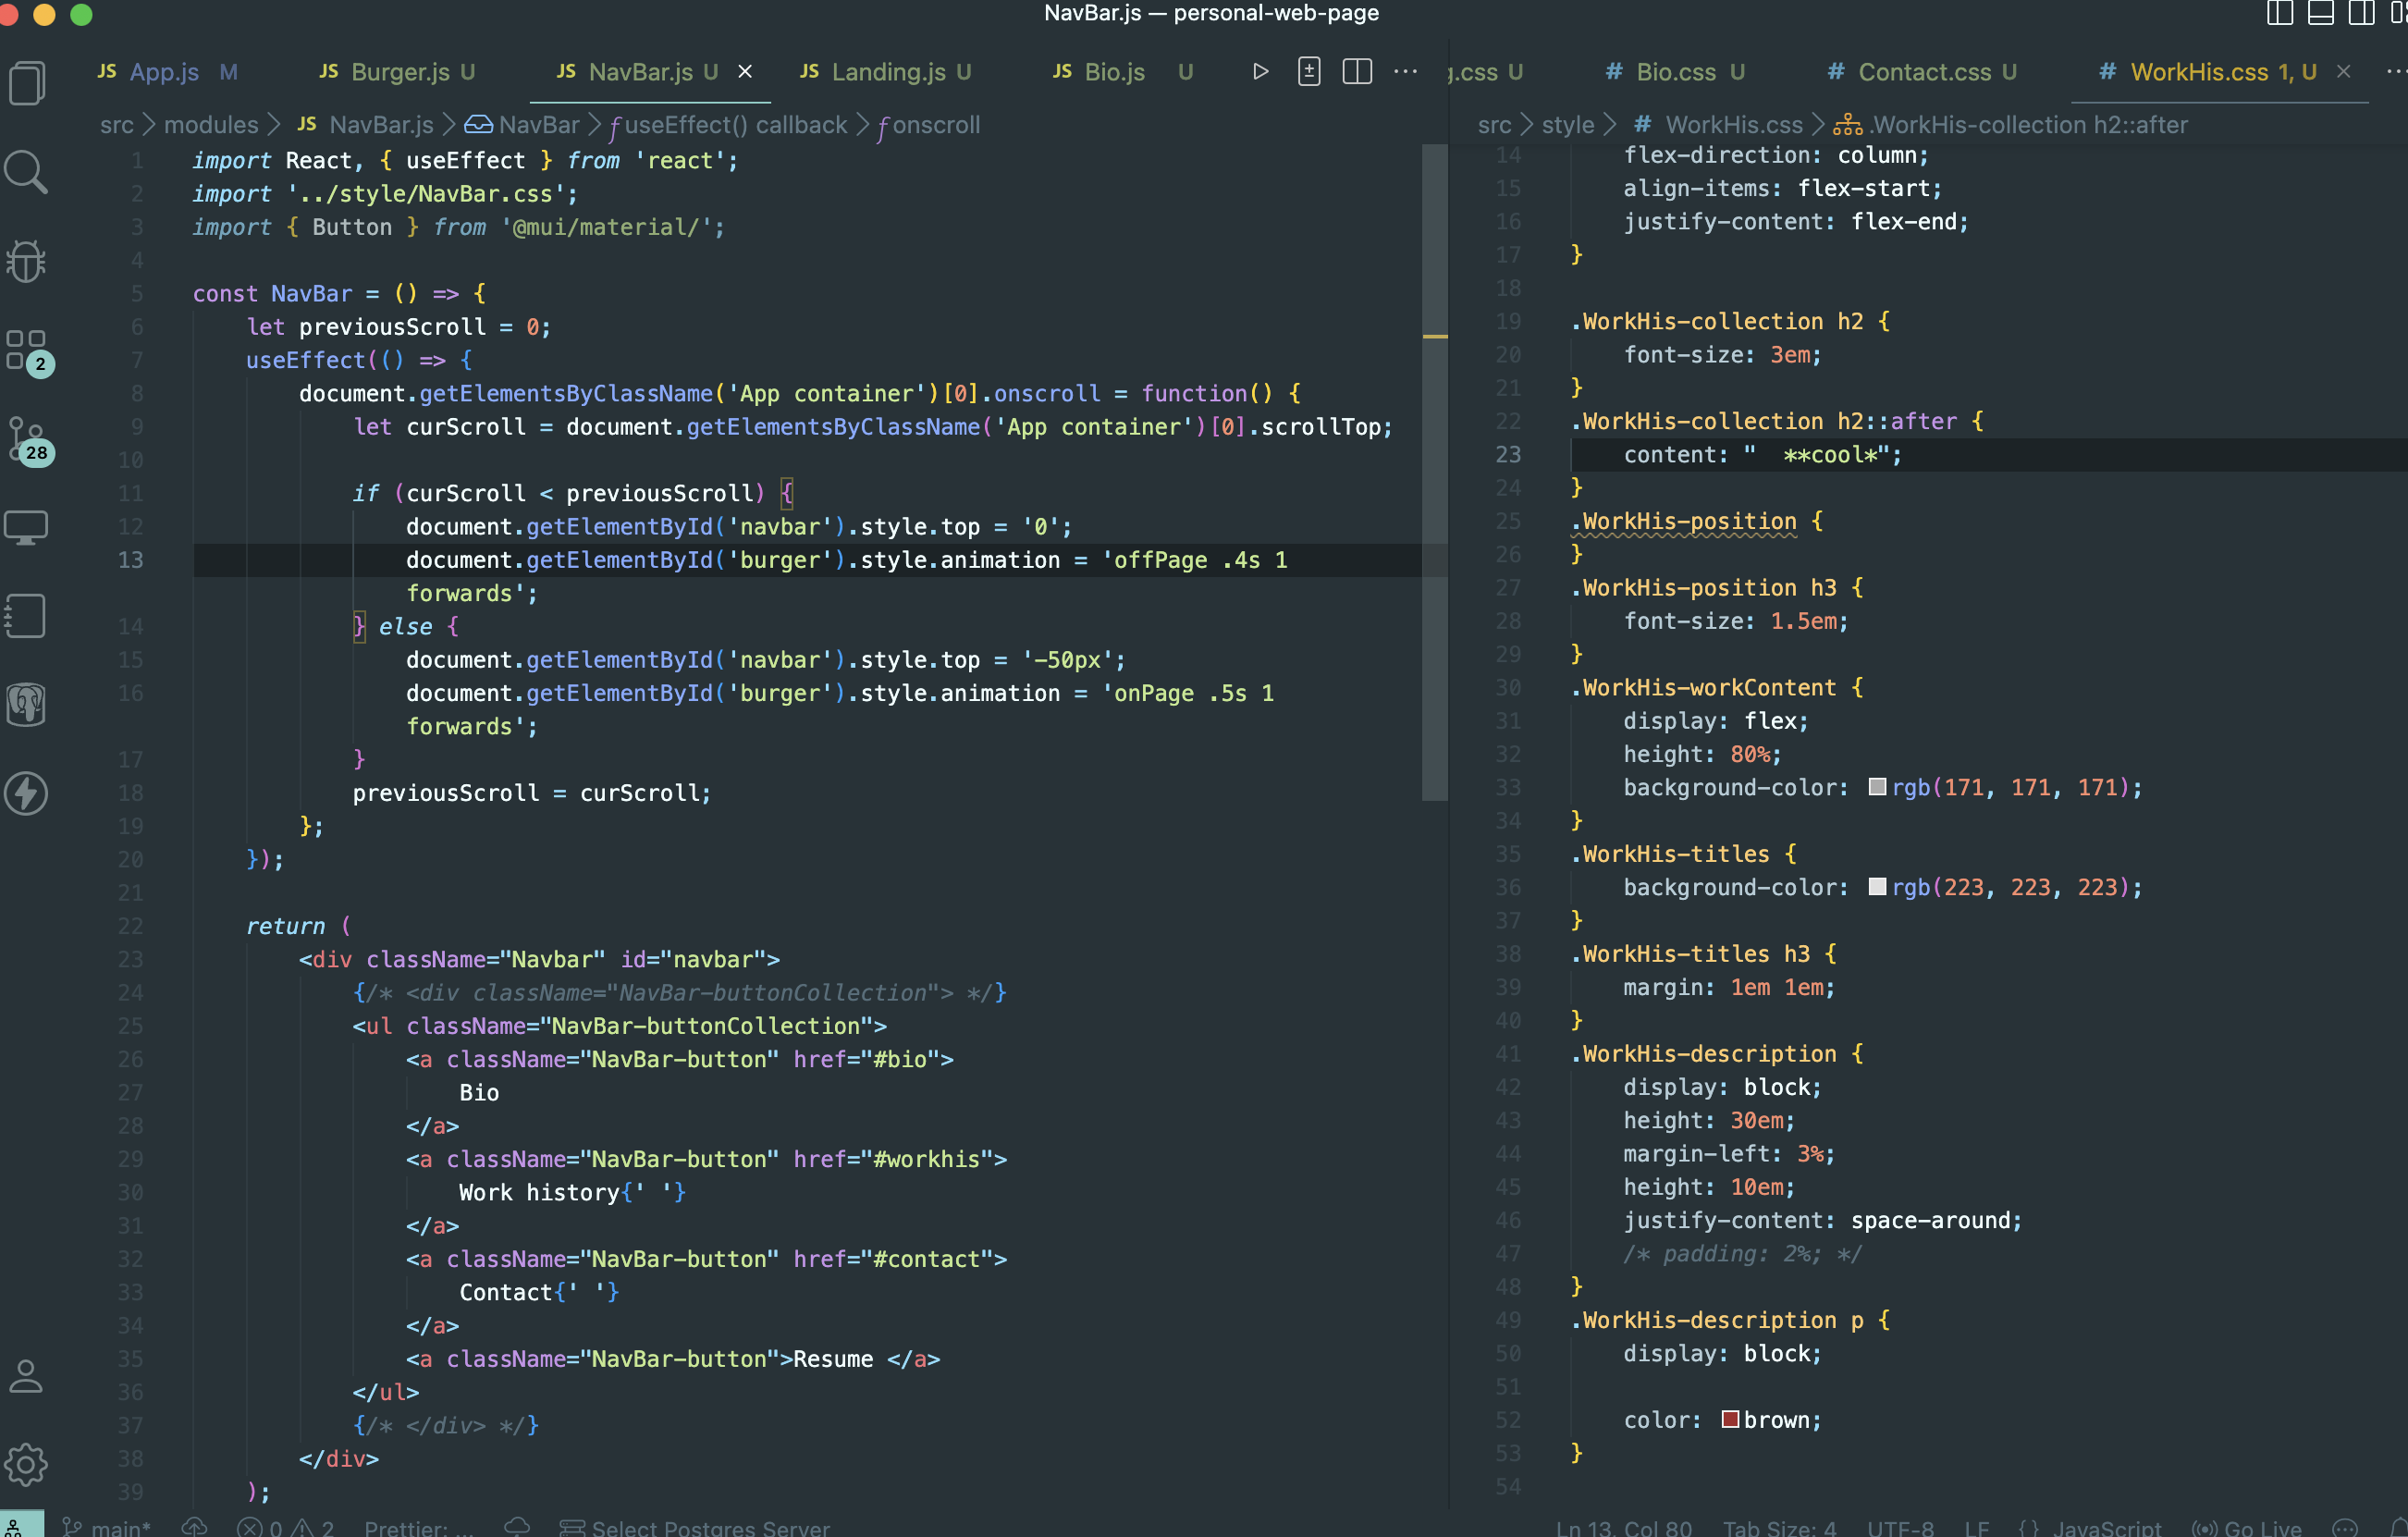 NavBar.js — personal-web-page
JS App.js M JS Burger.js U JS NavBar.js U JS Landing.js U JS Bio.js U
src > modules > JS NavBar.js > NavBar > useEffect() callback > onscroll
1 import React, { useEffect } from 'react';
2 import '../style/NavBar.css';
3 import { Button } from '@mui/material/';
4
5 const NavBar = () => {
6 let previousScroll = 0;
7 useEffect(() => {
8 document.getElementsByClassName('App container')[0].onscroll = function() {
9 let curScroll = document.getElementsByClassName('App container')[0].scrollTop;
10
11 if (curScroll < previousScroll) {
12 document.getElementById('navbar').style.top = '0';
13 document.getElementById('burger').style.animation = 'offPage .4s 1
forwards';
14 } else {
15 document.getElementById('navbar').style.top = '-50px';
16 document.getElementById('burger').style.animation = 'onPage .5s 1
forwards';
17 }
18 previousScroll = curScroll;
19 };
20 });
21
22 return (
23 <div className="Navbar" id="navbar">
24 {/* <div className="NavBar-buttonCollection"> */}
25 <ul className="NavBar-buttonCollection">
26 <a className="NavBar-button" href="#bio">
27 Bio
28 </a>
29 <a className="NavBar-button" href="#workhis">
30 Work history{' '}
31 </a>
32 <a className="NavBar-button" href="#contact">
33 Contact{' '}
34 </a>
35 <a className="NavBar-button">Resume </a>
36 </ul>
37 {/* </div> */}
38 </div>
39 );
g.css U # Bio.css U # Contact.css U # WorkHis.css 1, U
src > style > # WorkHis.css > .WorkHis-collection h2::after
14 flex-direction: column;
15 align-items: flex-start;
16 justify-content: flex-end;
17 }
18
19 .WorkHis-collection h2 {
20 font-size: 3em;
21 }
22 .WorkHis-collection h2::after {
23 content: "  **cool*";
24 }
25 .WorkHis-position {
26 }
27 .WorkHis-position h3 {
28 font-size: 1.5em;
29 }
30 .WorkHis-workContent {
31 display: flex;
32 height: 80%;
33 background-color: rgb(171, 171, 171);
34 }
35 .WorkHis-titles {
36 background-color: rgb(223, 223, 223);
37 }
38 .WorkHis-titles h3 {
39 margin: 1em 1em;
40 }
41 .WorkHis-description {
42 display: block;
43 height: 30em;
44 margin-left: 3%;
45 height: 10em;
46 justify-content: space-around;
47 /* padding: 2%; */
48 }
49 .WorkHis-description p {
50 display: block;
51
52 color: brown;
53 }
54
2
28
main* 0 2 Prettier: ... Select Postgres Server Ln 13, Col 80 Tab Size: 4 UTF-8 LF {} JavaScript Go Live